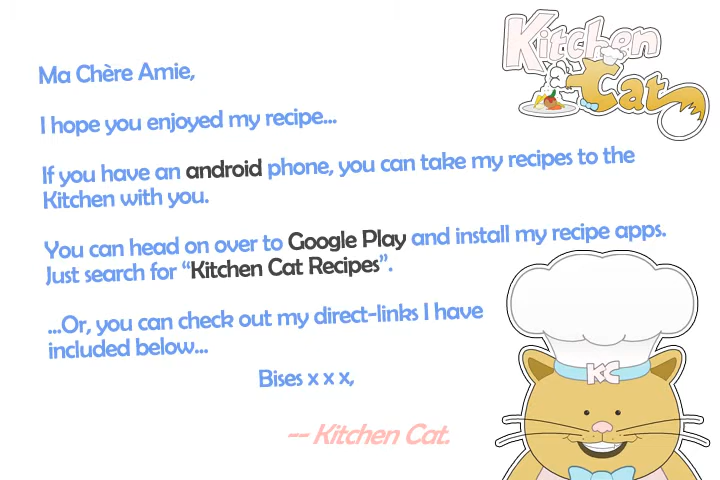 Kitchen
Cat
Ma Chère Amie,
I hope you enjoyed my recipe...
If you have an android phone, you can take my recipes to the
Kitchen with you.
You can head on over to Google Play and install my recipe apps.
Just search for “Kitchen Cat Recipes”.
...Or, you can check out my direct-links I have
included below...
Bises x x x,
-- Kitchen Cat.
KC